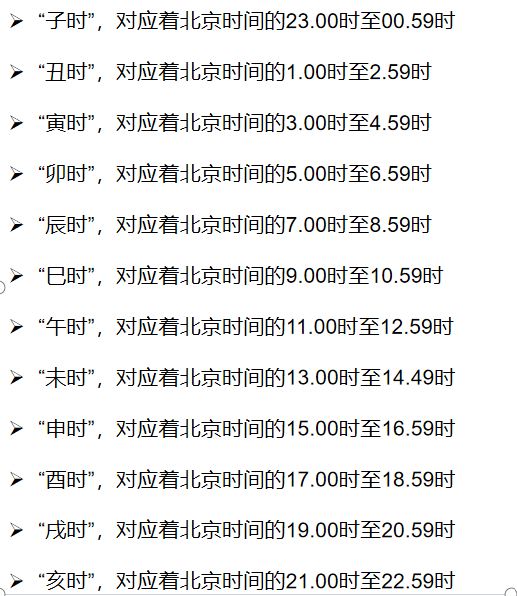 ➢ “子时”，对应着北京时间的23.00时至00.59时
➢ “丑时”，对应着北京时间的1.00时至2.59时
➢ “寅时”，对应着北京时间的3.00时至4.59时
➢ “卯时”，对应着北京时间的5.00时至6.59时
➢ “辰时”，对应着北京时间的7.00时至8.59时
➢ “巳时”，对应着北京时间的9.00时至10.59时
➢ “午时”，对应着北京时间的11.00时至12.59时
➢ “未时”，对应着北京时间的13.00时至14.49时
➢ “申时”，对应着北京时间的15.00时至16.59时
➢ “酉时”，对应着北京时间的17.00时至18.59时
➢ “戌时”，对应着北京时间的19.00时至20.59时
➢ “亥时”，对应着北京时间的21.00时至22.59时